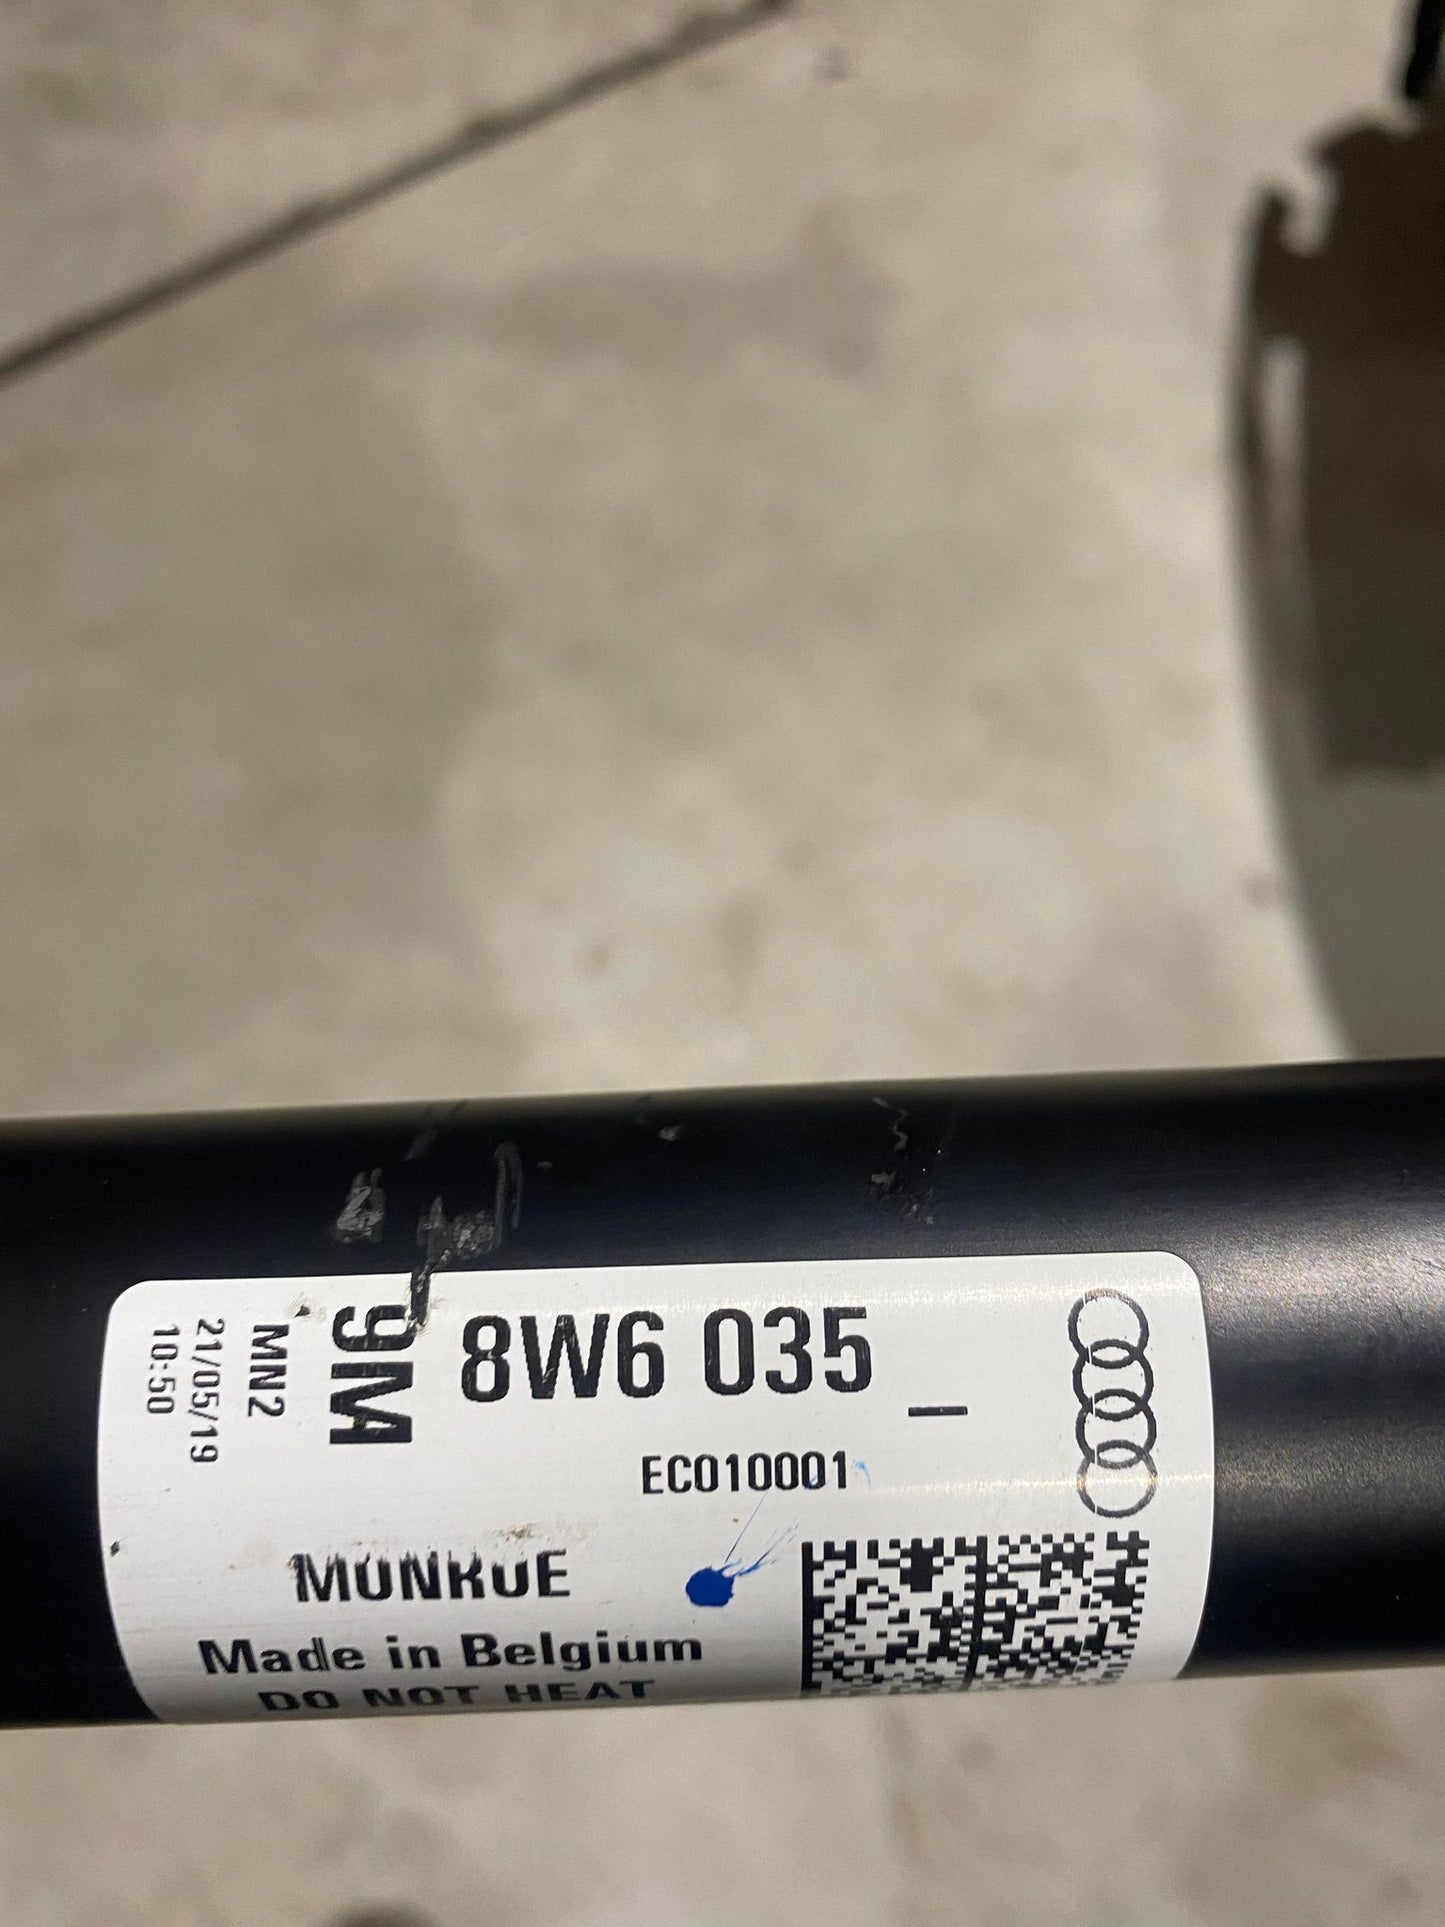 8W6 035 _
EC010001
9M
MN2
21/05/19
10:50
MONROE
Made in Belgium
DO NOT HEAT